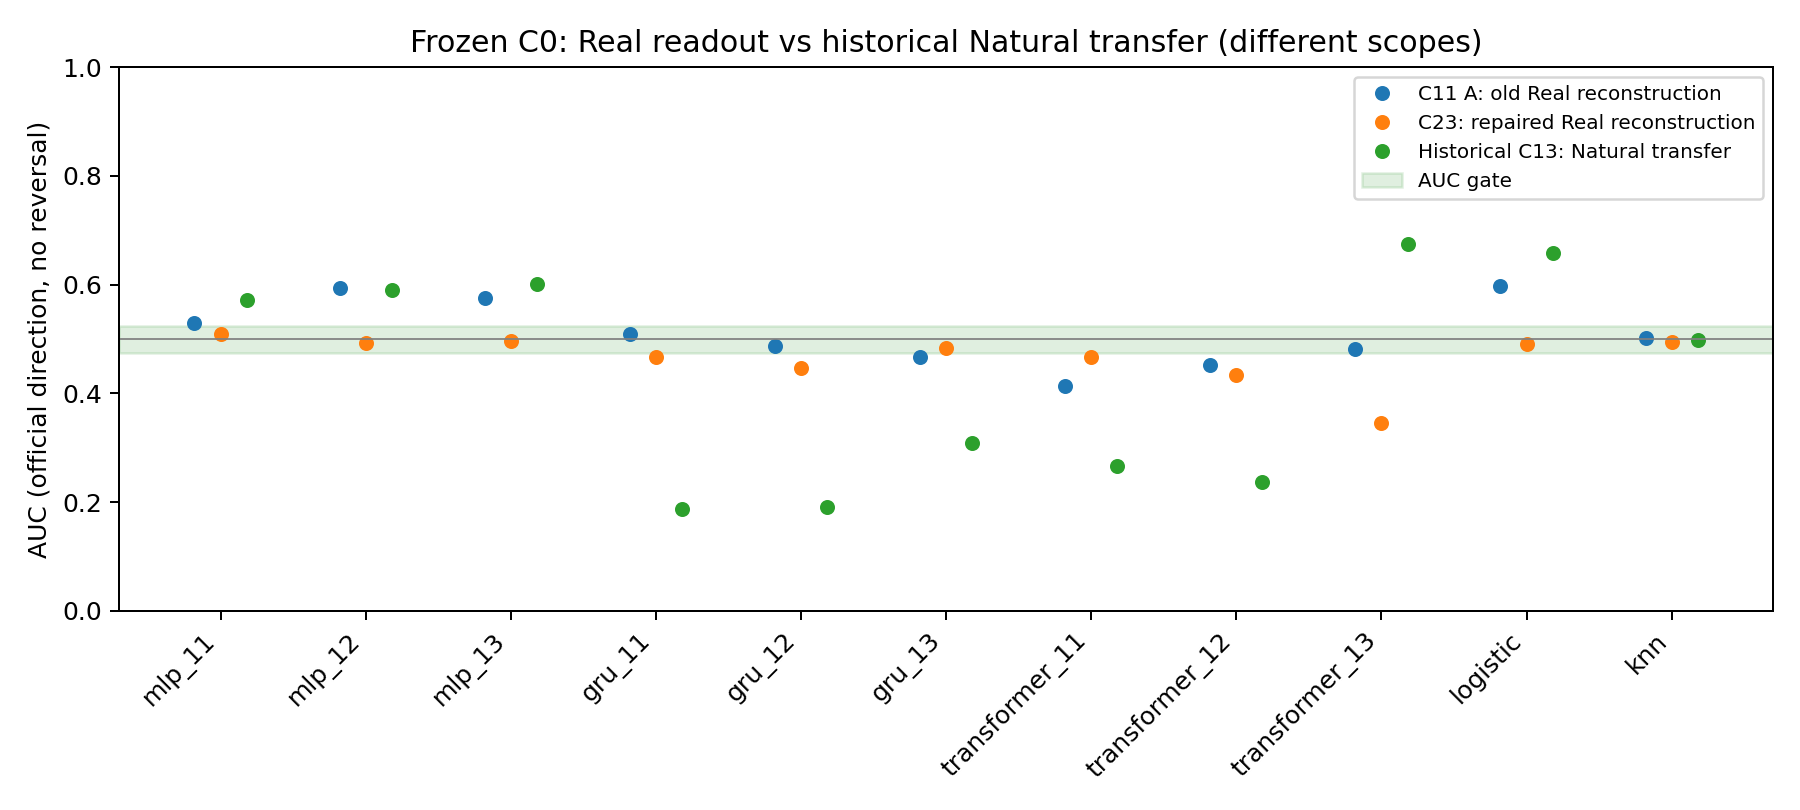 Frozen C0: Real readout vs historical Natural transfer (different scopes)
AUC (official direction, no reversal)
1.0
0.8
0.6
0.4
0.2
0.0
C11 A: old Real reconstruction
C23: repaired Real reconstruction
Historical C13: Natural transfer
AUC gate
mlp_11
mlp_12
mlp_13
gru_11
gru_12
gru_13
transformer_11
transformer_12
transformer_13
logistic
knn